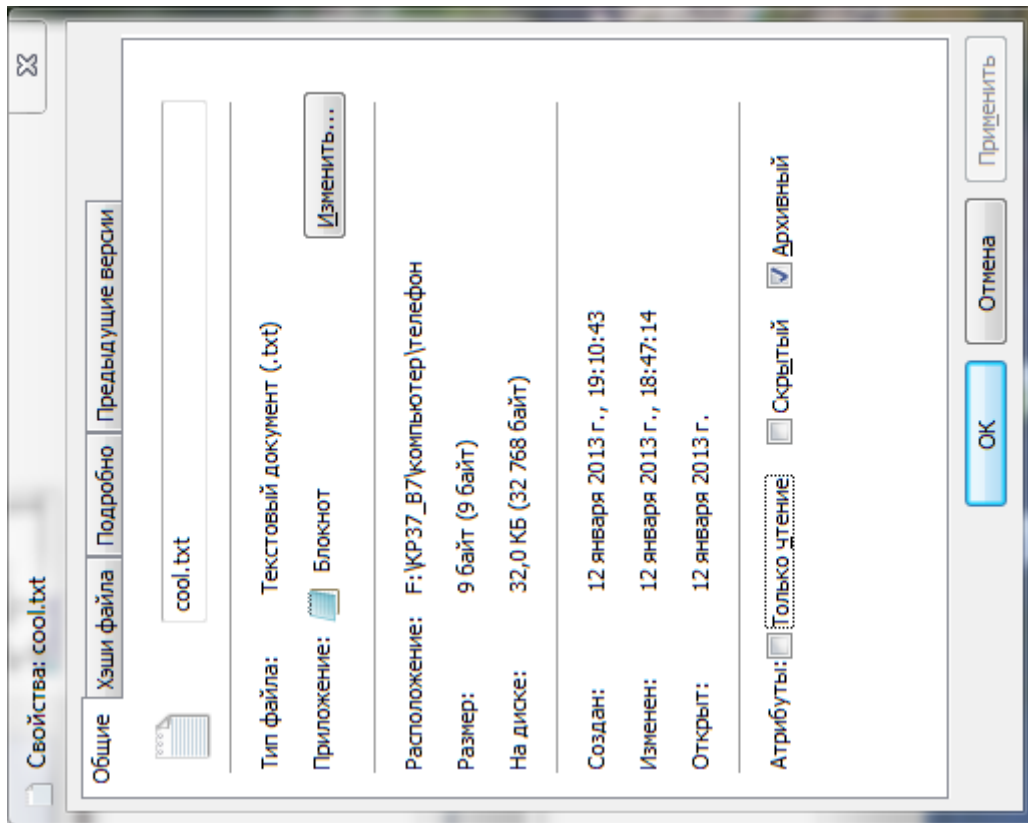 Свойства: cool.txt
Общие Хэши файла Подробно Предыдущие версии
cool.txt
Тип файла: Текстовый документ (.txt)
Приложение: Блокнот Изменить...
Расположение: F:\KP37_B7\компьютер\телефон
Размер: 9 байт (9 байт)
На диске: 32,0 КБ (32 768 байт)
Создан: 12 января 2013 г., 19:10:43
Изменен: 12 января 2013 г., 18:47:14
Открыт: 12 января 2013 г.
Атрибуты: Только чтение Скрытый Архивный
ОК Отмена Применить